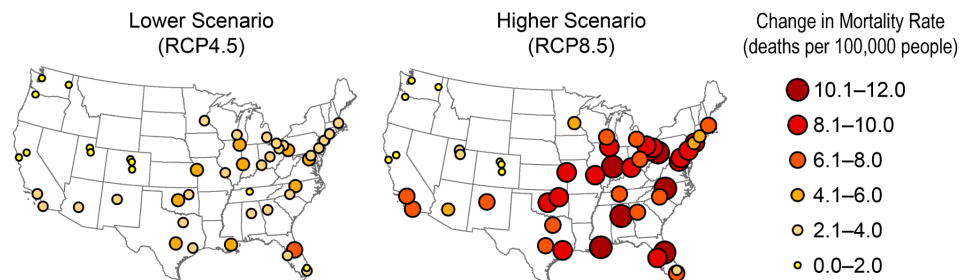 Lower Scenario
(RCP4.5)
Higher Scenario
(RCP8.5)
Change in Mortality Rate
(deaths per 100,000 people)
10.1–12.0
8.1–10.0
6.1–8.0
4.1–6.0
2.1–4.0
0.0–2.0